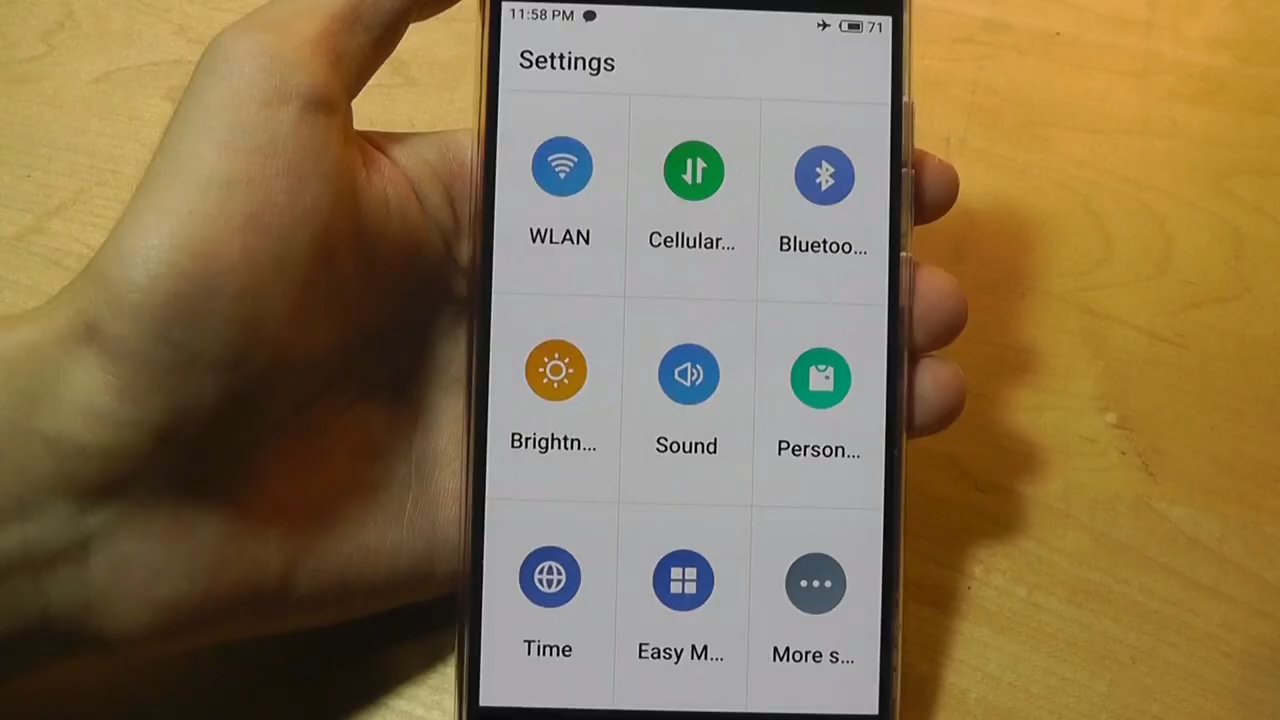 11:58 PM 71
Settings
WLAN Cellular... Bluetoo...
Brightn... Sound Person...
Time Easy M... More s...